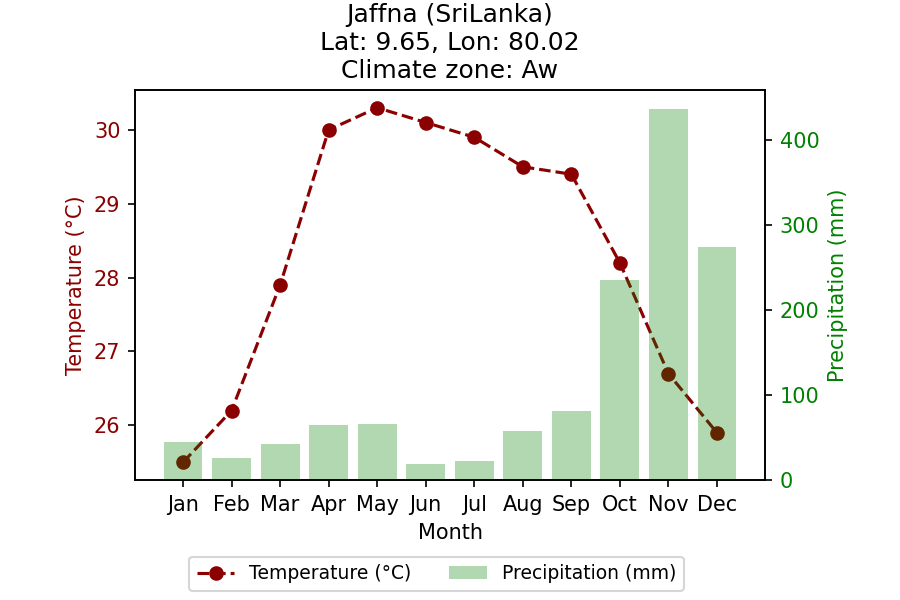 Jaffna (SriLanka)
Lat: 9.65, Lon: 80.02
Climate zone: Aw
Temperature (°C)
30
29
28
27
26
Precipitation (mm)
400
300
200
100
0
Jan Feb Mar Apr May Jun Jul Aug Sep Oct Nov Dec
Month
Temperature (°C) Precipitation (mm)